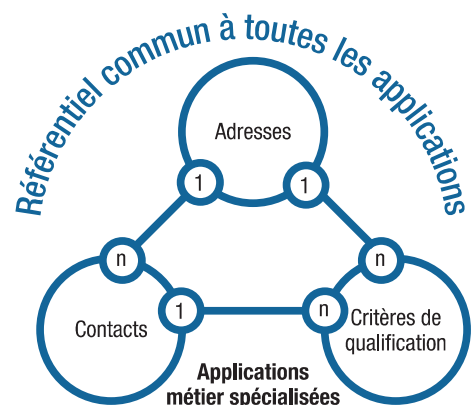 Référentiel commun à toutes les applications
Adresses
1
1
n
n
Contacts
1
n
Critères de
qualification
Applications
métier spécialisées